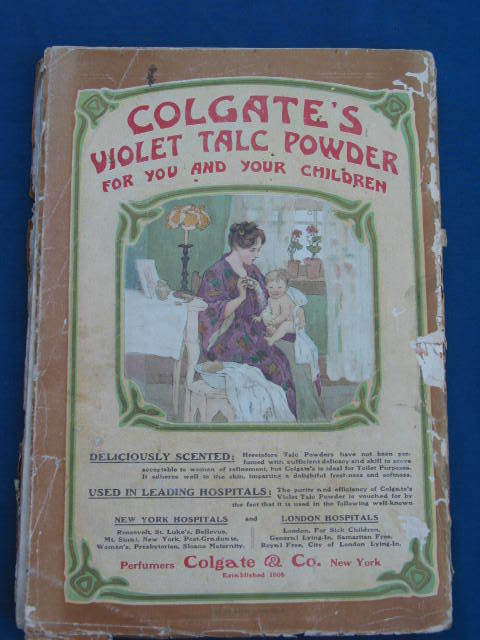 COLGATE'S
VIOLET TALC POWDER
FOR YOU AND YOUR CHILDREN
DELICIOUSLY SCENTED: Heretofore Talc Powders have not been per-
fumed with sufficient delicacy and skill to prove
acceptable to women of refinement, but Colgate's is ideal for Toilet Purposes.
It adheres well to the skin, imparting a delightful freshness and softness.
USED IN LEADING HOSPITALS: The purity and efficiency of Colgate's
Violet Talc Powder is vouched for by
the fact that it is used in the following well-known
NEW YORK HOSPITALS and LONDON HOSPITALS
Roosevelt, St. Luke's, Bellevue, London, For Sick Children,
Mt. Sinai, New York, Post-Graduate, General Lying-In, Samaritan Free,
Woman's, Presbyterian, Sloane Maternity. Royal Free, City of London Lying-In.
Perfumers Colgate & Co. New York
Established 1806